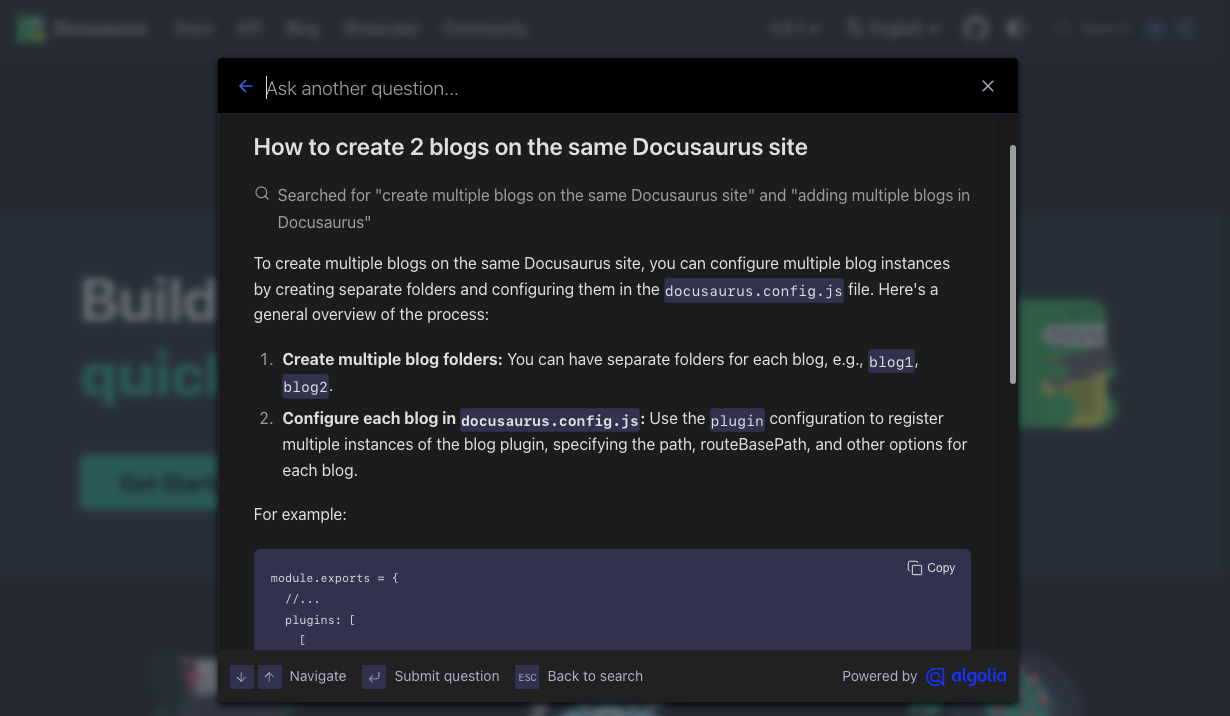 Docusaurus Docs API Blog Showcase Community English Search
Ask another question...
How to create 2 blogs on the same Docusaurus site
Searched for "create multiple blogs on the same Docusaurus site" and "adding multiple blogs in
Docusaurus"
To create multiple blogs on the same Docusaurus site, you can configure multiple blog instances
by creating separate folders and configuring them in the docusaurus.config.js file. Here's a
general overview of the process:
Build
quick
1. Create multiple blog folders: You can have separate folders for each blog, e.g., blog1,
blog2.
2. Configure each blog in docusaurus.config.js: Use the plugin configuration to register
multiple instances of the blog plugin, specifying the path, routeBasePath, and other options for
each blog.
Get Start
For example:
Copy
module.exports = {
//...
plugins: [
[
Navigate
Submit question
ESC Back to search
Powered by algolia